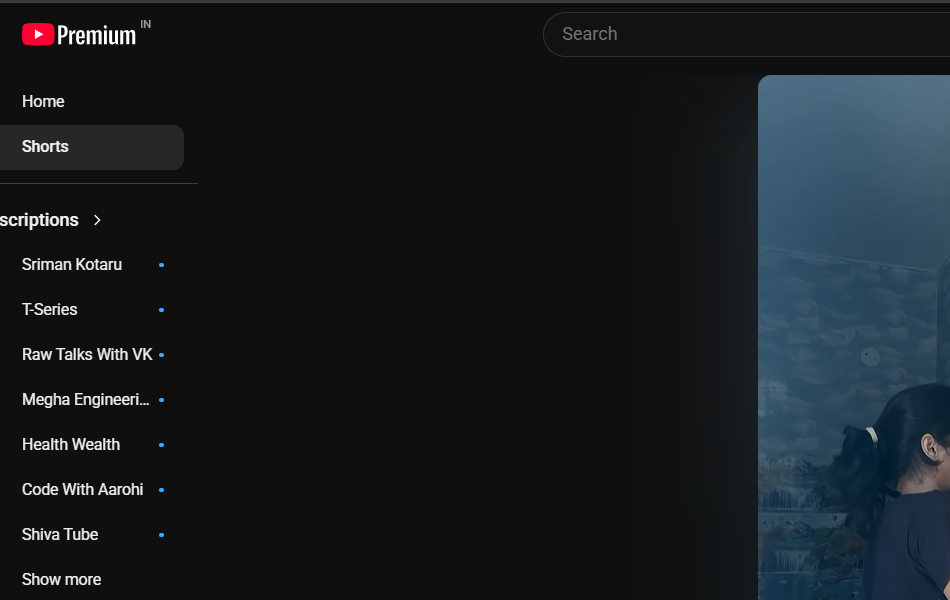 Premium IN
Search
Home
Shorts
scriptions
Sriman Kotaru
T-Series
Raw Talks With VK
Megha Engineeri...
Health Wealth
Code With Aarohi
Shiva Tube
Show more